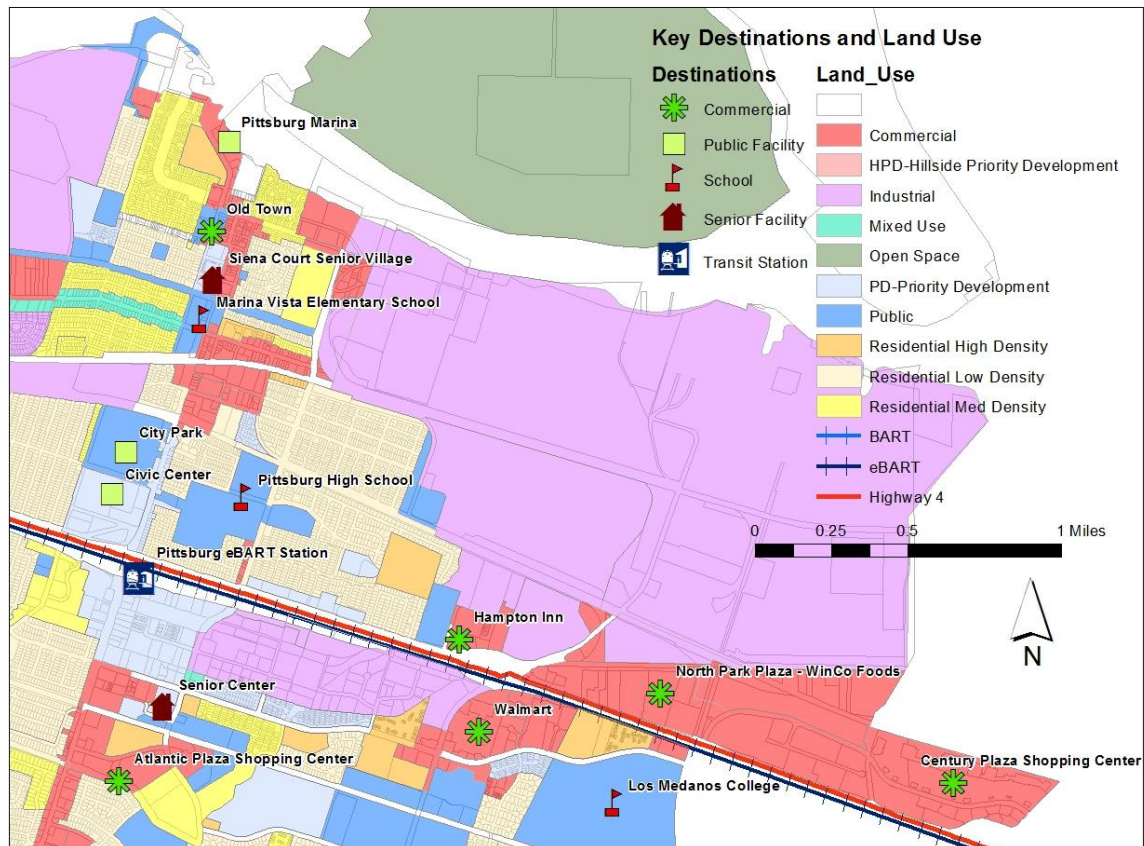 Key Destinations and Land Use
Destinations
Commercial
Public Facility
School
Senior Facility
Transit Station
Land_Use
Commercial
HPD-Hillside Priority Development
Industrial
Mixed Use
Open Space
PD-Priority Development
Public
Residential High Density
Residential Low Density
Residential Med Density
BART
eBART
Highway 4
0 0.25 0.5 1 Miles
N
Pittsburg Marina
Old Town
Siena Court Senior Village
Marina Vista Elementary School
City Park
Civic Center
Pittsburg High School
Pittsburg eBART Station
Hampton Inn
North Park Plaza - WinCo Foods
Senior Center
Walmart
Atlantic Plaza Shopping Center
Century Plaza Shopping Center
Los Medanos College